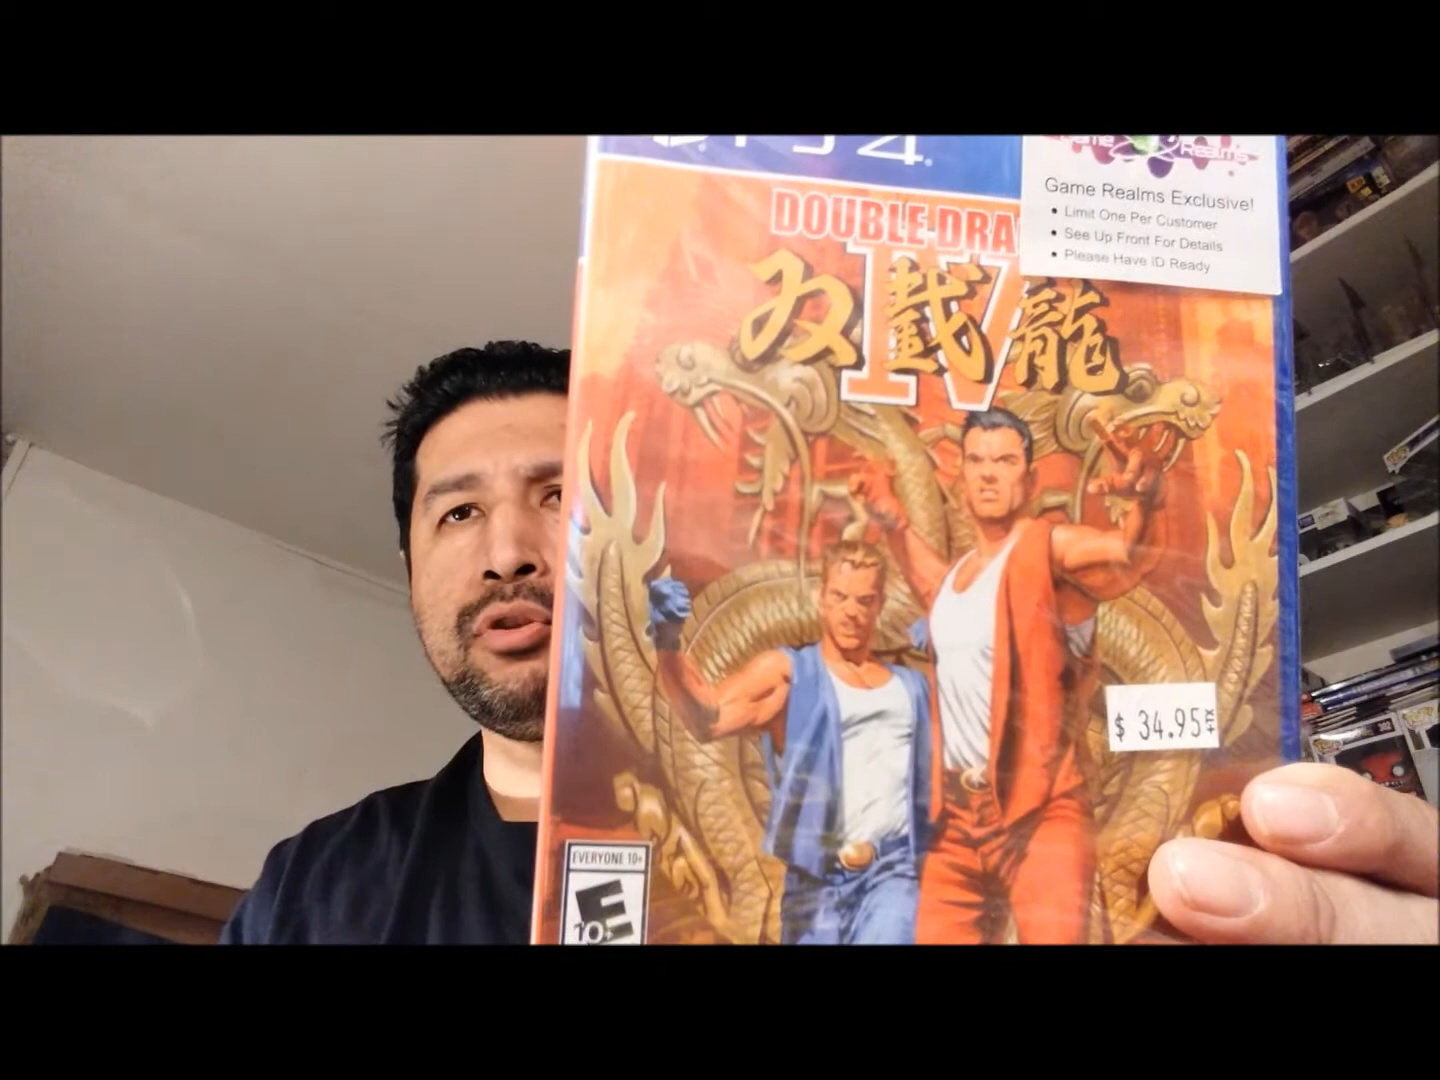 PS4
Game Realms
Game Realms Exclusive!
• Limit One Per Customer
• See Up Front For Details
• Please Have iD Ready
DOUBLE DRA
IV
双截龍
$ 34.95
EVERYONE 10+
E
10+